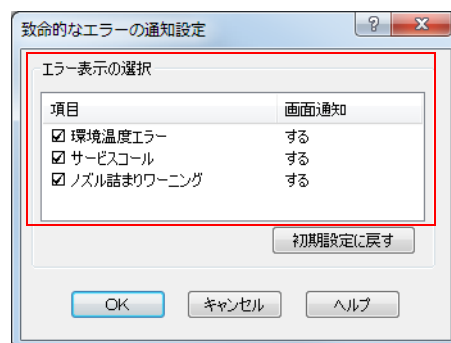 致命的なエラーの通知設定
エラー表示の選択
項目 画面通知
環境温度エラー する
サービスコール する
ノズル詰まりワーニング する
初期設定に戻す
OK キャンセル ヘルプ